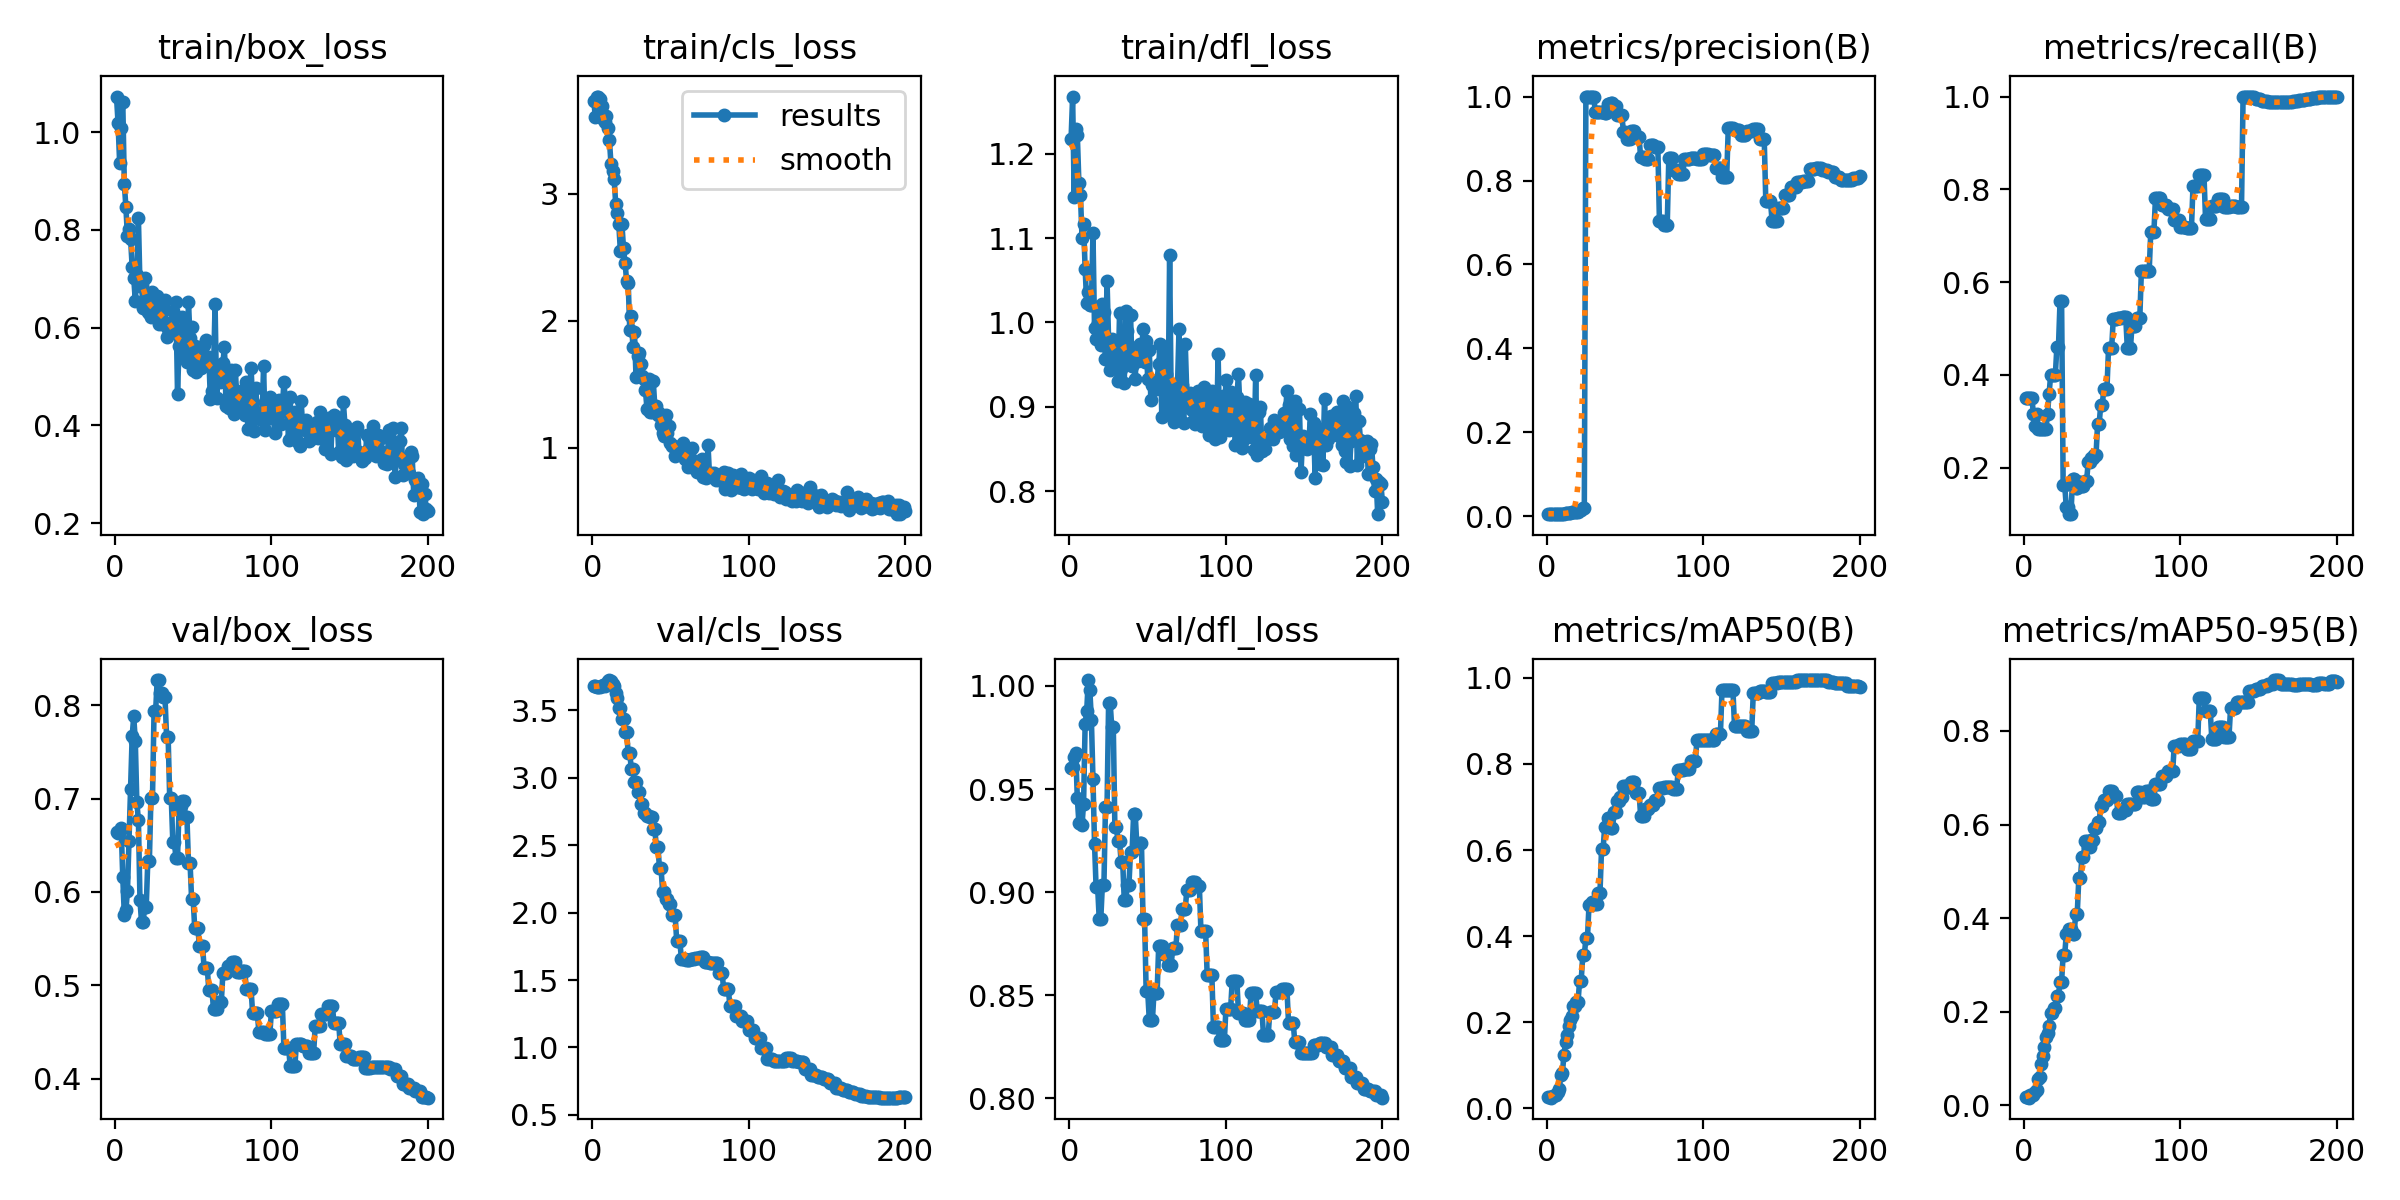 train/box_loss
1.0
0.8
0.6
0.4
0.2
0 100 200
train/cls_loss
results
smooth
3
2
1
0 100 200
train/dfl_loss
1.2
1.1
1.0
0.9
0.8
0 100 200
metrics/precision(B)
1.0
0.8
0.6
0.4
0.2
0.0
0 100 200
metrics/recall(B)
1.0
0.8
0.6
0.4
0.2
0 100 200
val/box_loss
0.8
0.7
0.6
0.5
0.4
0 100 200
val/cls_loss
3.5
3.0
2.5
2.0
1.5
1.0
0.5
0 100 200
val/dfl_loss
1.00
0.95
0.90
0.85
0.80
0 100 200
metrics/mAP50(B)
1.0
0.8
0.6
0.4
0.2
0.0
0 100 200
metrics/mAP50-95(B)
0.8
0.6
0.4
0.2
0.0
0 100 200